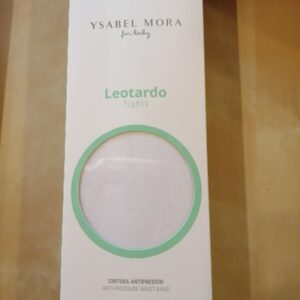 YSABEL MORA
for baby
Leotardo
Tights
CINTURA ANTIPRESIÓN
ANTI-PRESSURE WAIST BAND